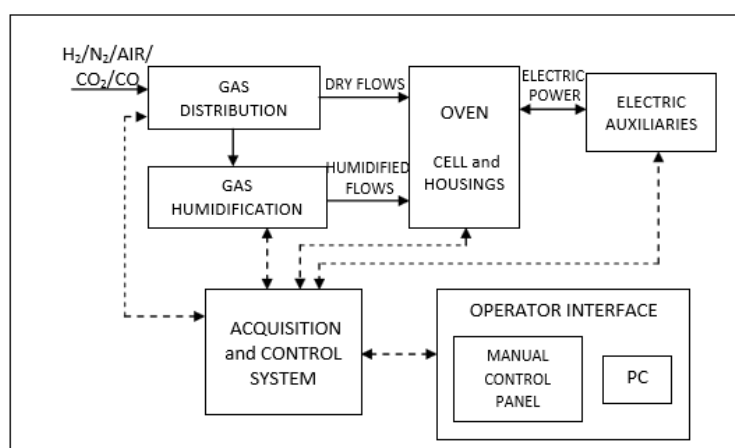 H₂/N₂/AIR/
CO₂/CO
GAS
DISTRIBUTION
DRY FLOWS
OVEN
CELL and
HOUSINGS
ELECTRIC
POWER
ELECTRIC
AUXILIARIES
GAS
HUMIDIFICATION
HUMIDIFIED
FLOWS
ACQUISITION
and CONTROL
SYSTEM
OPERATOR INTERFACE
MANUAL
CONTROL
PANEL
PC